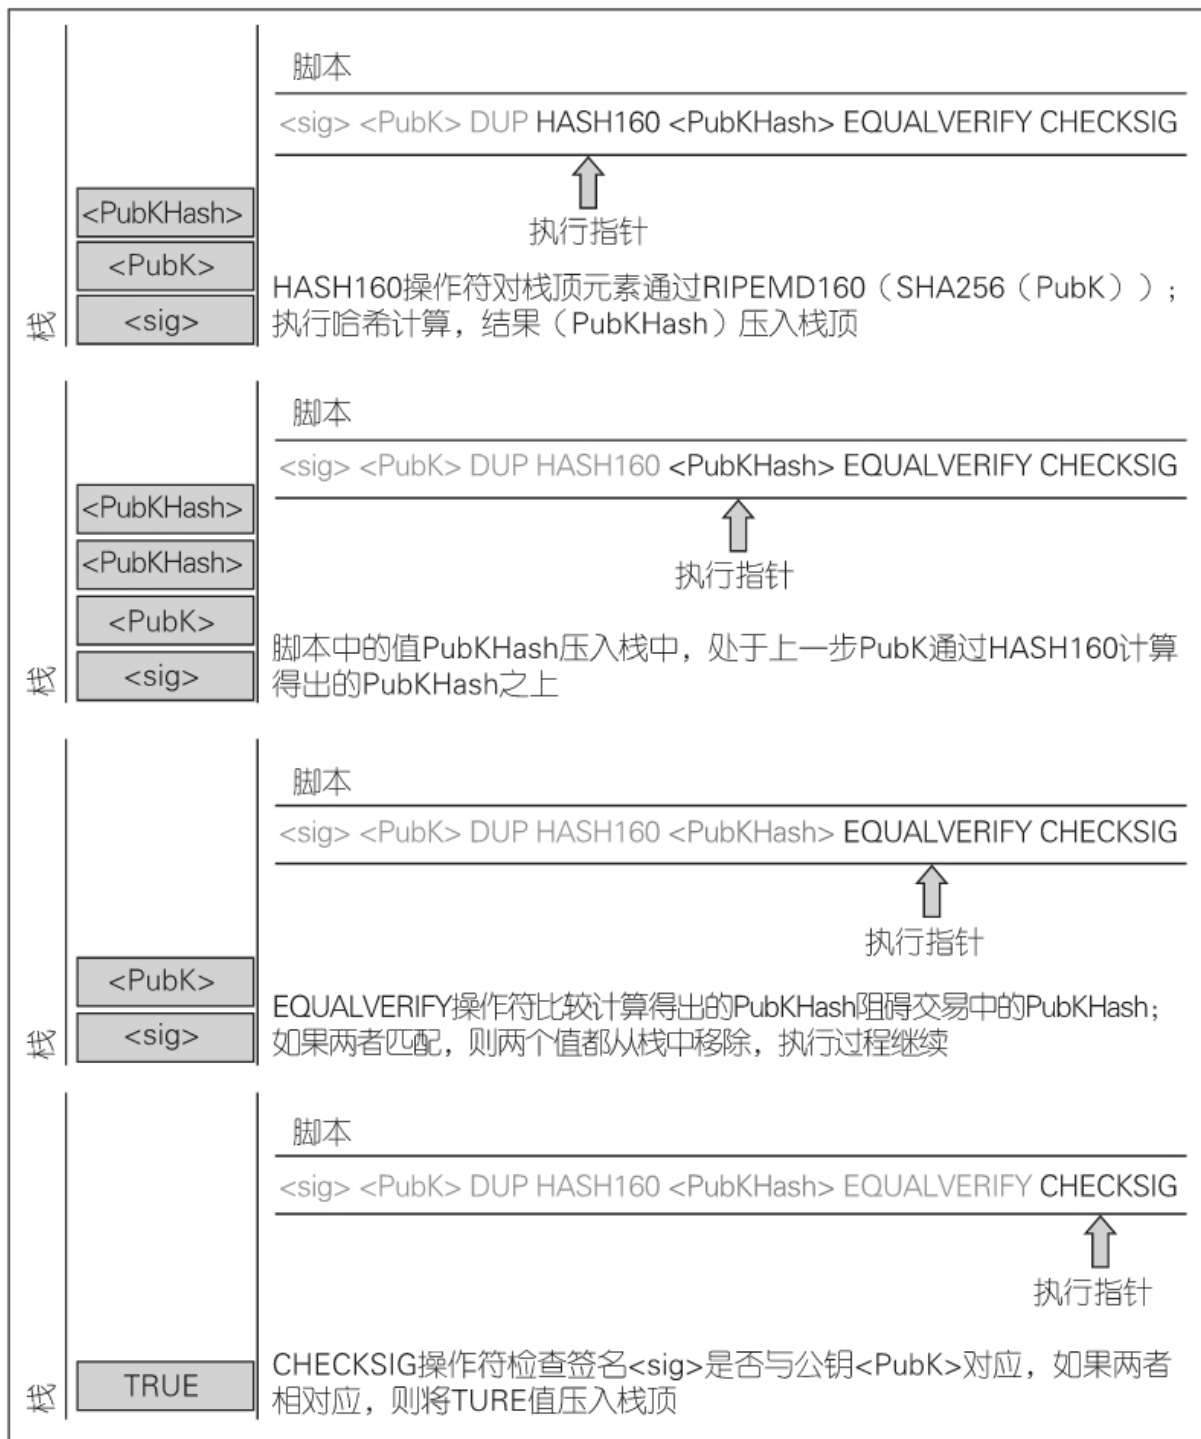 脚本
<sig> <PubK> DUP HASH160 <PubKHash> EQUALVERIFY CHECKSIG
执行指针
<PubKHash>
<PubK>
<sig>
栈
HASH160操作符对栈顶元素通过RIPEMD160（SHA256（PubK））；
执行哈希计算，结果（PubKHash）压入栈顶
脚本
<sig> <PubK> DUP HASH160 <PubKHash> EQUALVERIFY CHECKSIG
执行指针
<PubKHash>
<PubKHash>
<PubK>
<sig>
栈
脚本中的值PubKHash压入栈中，处于上一步PubK通过HASH160计算
得出的PubKHash之上
脚本
<sig> <PubK> DUP HASH160 <PubKHash> EQUALVERIFY CHECKSIG
执行指针
<PubK>
<sig>
栈
EQUALVERIFY操作符比较计算得出的PubKHash阻碍交易中的PubKHash；
如果两者匹配，则两个值都从栈中移除，执行过程继续
脚本
<sig> <PubK> DUP HASH160 <PubKHash> EQUALVERIFY CHECKSIG
执行指针
TRUE
栈
CHECKSIG操作符检查签名<sig>是否与公钥<PubK>对应，如果两者
相对应，则将TURE值压入栈顶